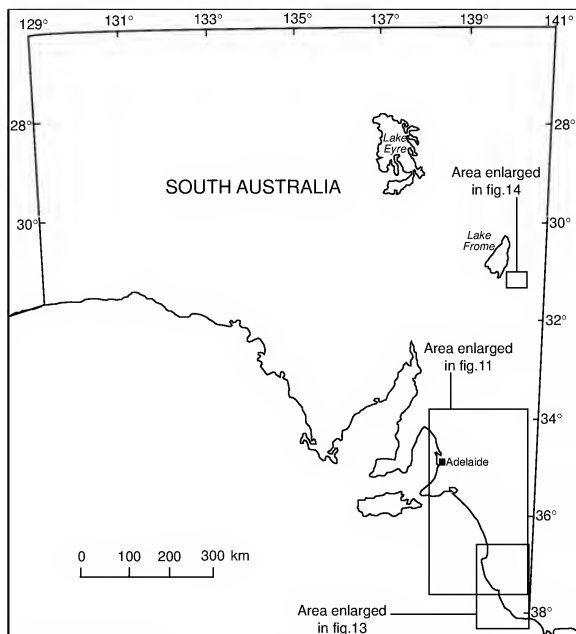 129° 131° 133° 135° 137° 139° 141°
28°
Lake
Eyre
SOUTH AUSTRALIA
Area enlarged
in fig.14
30°
30°
Lake
Frome
32°
32°
Area enlarged
in fig.11
34°
Adelaide
36°
0 100 200 300 km
38°
Area enlarged
in fig.13